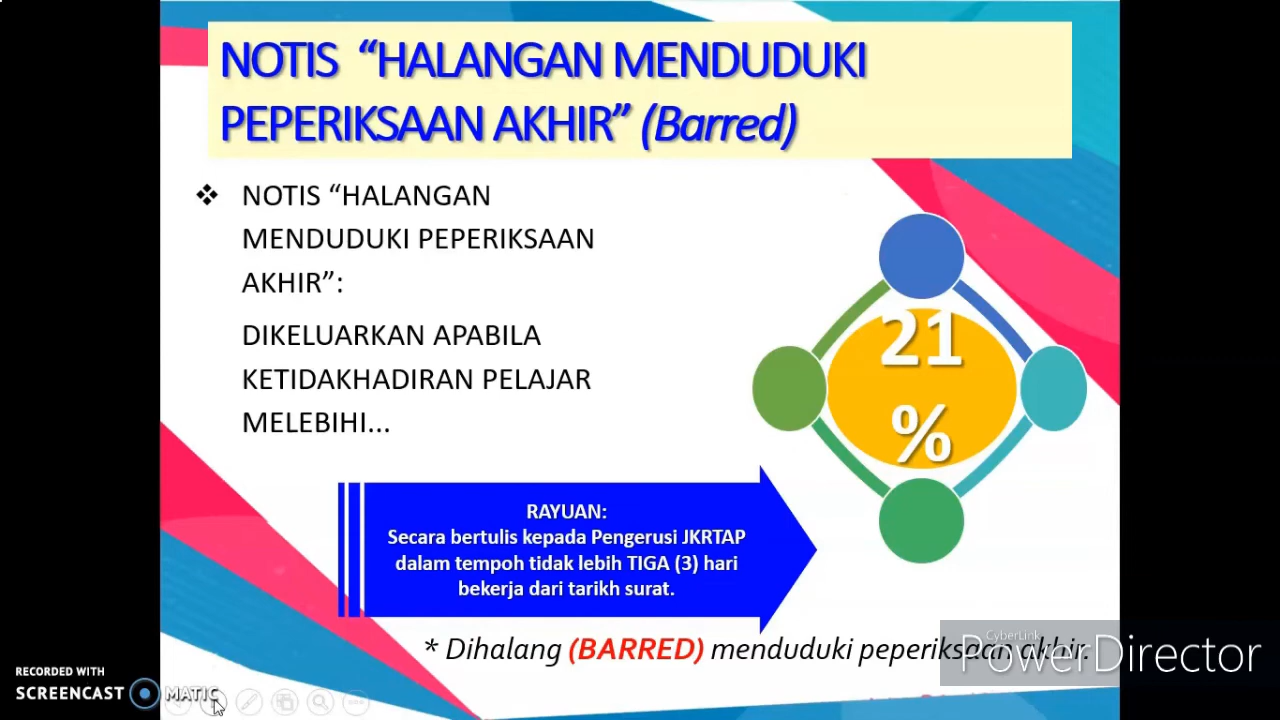 NOTIS “HALANGAN MENDUDUKI
PEPERIKSAAN AKHIR” (Barred)
❖ NOTIS “HALANGAN
MENDUDUKI PEPERIKSAAN
AKHIR”:
DIKELUARKAN APABILA
KETIDAKHADIRAN PELAJAR
MELEBIHI...
21
%
RAYUAN:
Secara bertulis kepada Pengerusi JKRTAP
dalam tempoh tidak lebih TIGA (3) hari
bekerja dari tarikh surat.
* Dihalang (BARRED) menduduki peperiksaan akhir.
CyberLink
PowerDirector
RECORDED WITH
SCREENCAST MATIC